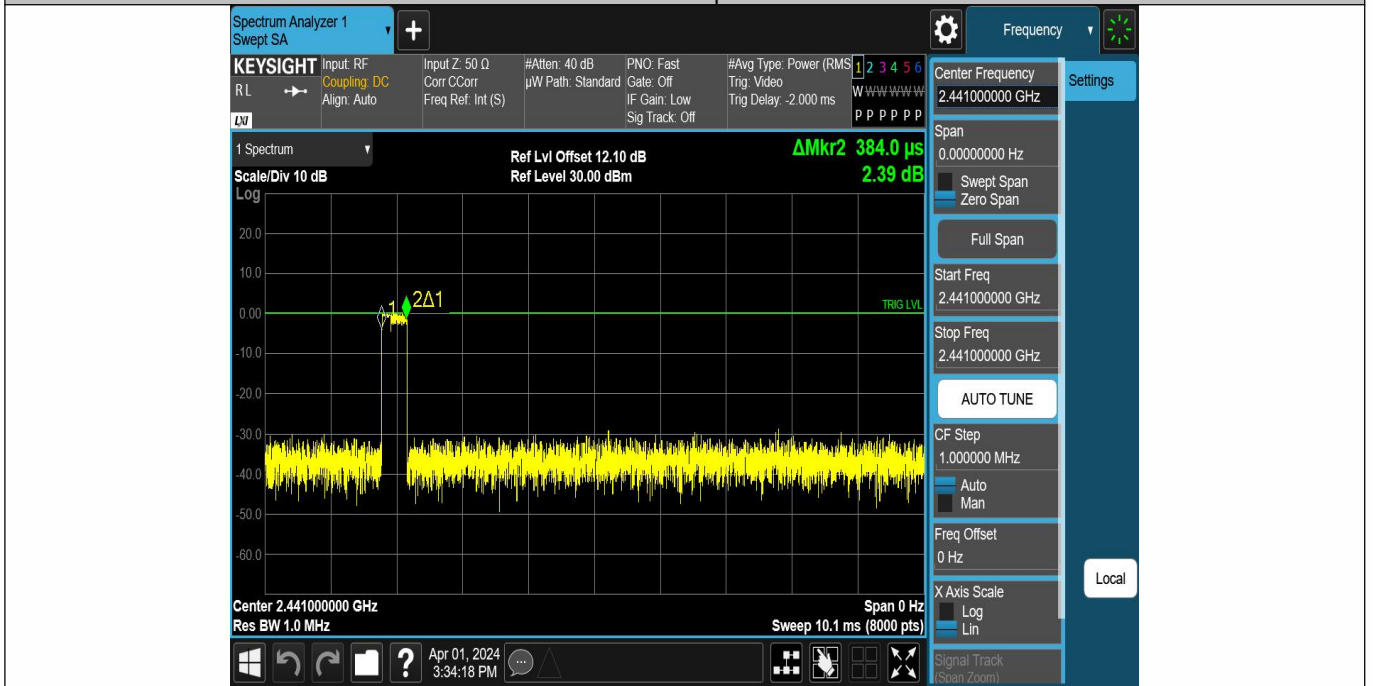 Spectrum Analyzer 1
Swept SA
+
Frequency
KEYSIGHT
R L
LXI
Input: RF
Coupling: DC
Align: Auto
Input Z: 50 Ω
Corr CCorr
Freq Ref: Int (S)
#Atten: 40 dB
µW Path: Standard
PNO: Fast
Gate: Off
IF Gain: Low
Sig Track: Off
#Avg Type: Power (RMS
Trig: Video
Trig Delay: -2.000 ms
1 2 3 4 5 6
W W W W W W
P P P P P P
1 Spectrum
Scale/Div 10 dB
Log
Ref Lvl Offset 12.10 dB
Ref Level 30.00 dBm
ΔMkr2 384.0 µs
2.39 dB
20.0
10.0
0.00
-10.0
-20.0
-30.0
-40.0
-50.0
-60.0
1
2Δ1
TRIG LVL
Center 2.441000000 GHz
Res BW 1.0 MHz
Span 0 Hz
Sweep 10.1 ms (8000 pts)
Center Frequency
2.441000000 GHz
Settings
Span
0.00000000 Hz
Swept Span
Zero Span
Full Span
Start Freq
2.441000000 GHz
Stop Freq
2.441000000 GHz
AUTO TUNE
CF Step
1.000000 MHz
Auto
Man
Freq Offset
0 Hz
X Axis Scale
Log
Lin
Signal Track
(Span Zoom)
Local
?
Apr 01, 2024
3:34:18 PM